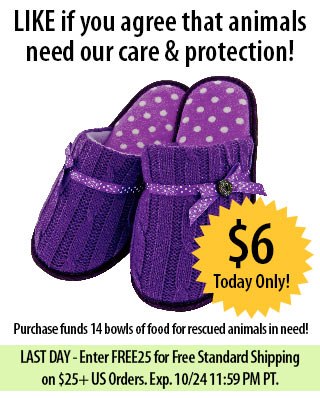 LIKE if you agree that animals
need our care & protection!
$6
Today Only!
Purchase funds 14 bowls of food for rescued animals in need!
LAST DAY - Enter FREE25 for Free Standard Shipping
on $25+ US Orders. Exp. 10/24 11:59 PM PT.